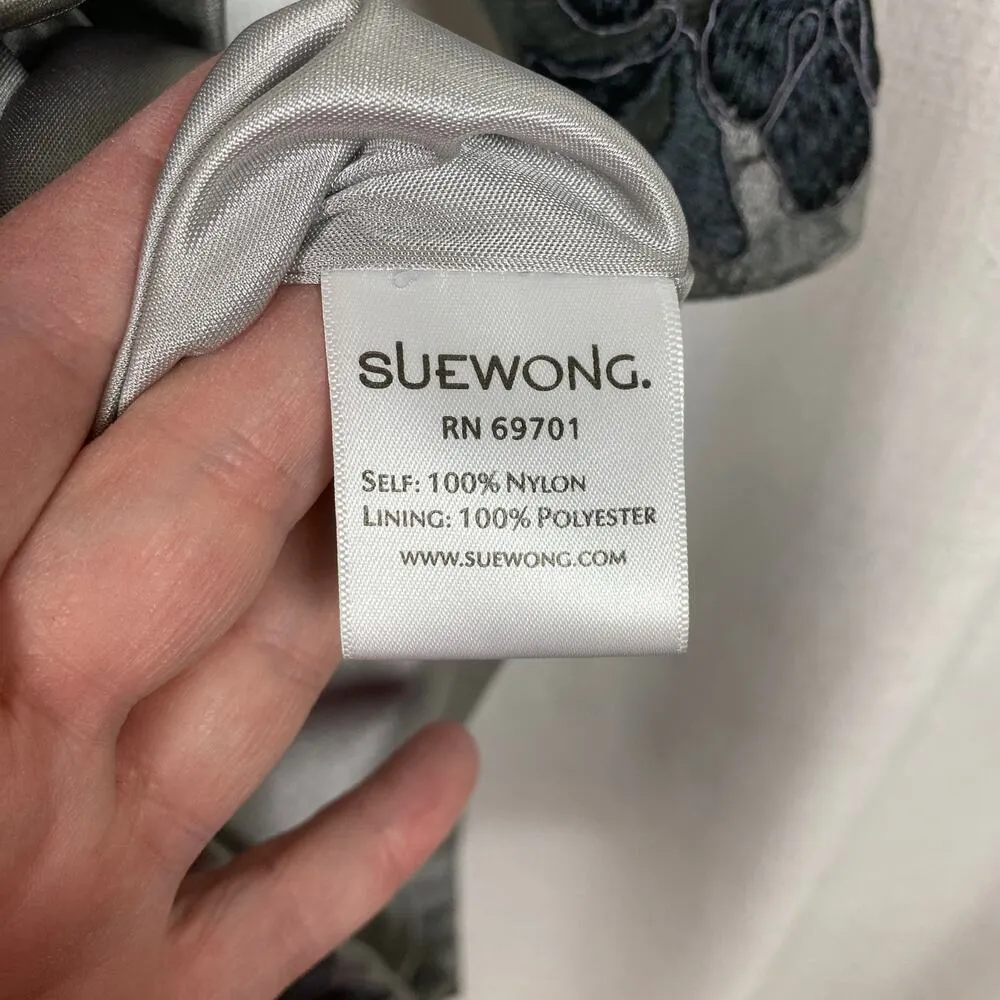 SUEWONG.
RN 69701
SELF: 100% NYLON
LINING: 100% POLYESTER
WWW.SUEWONG.COM